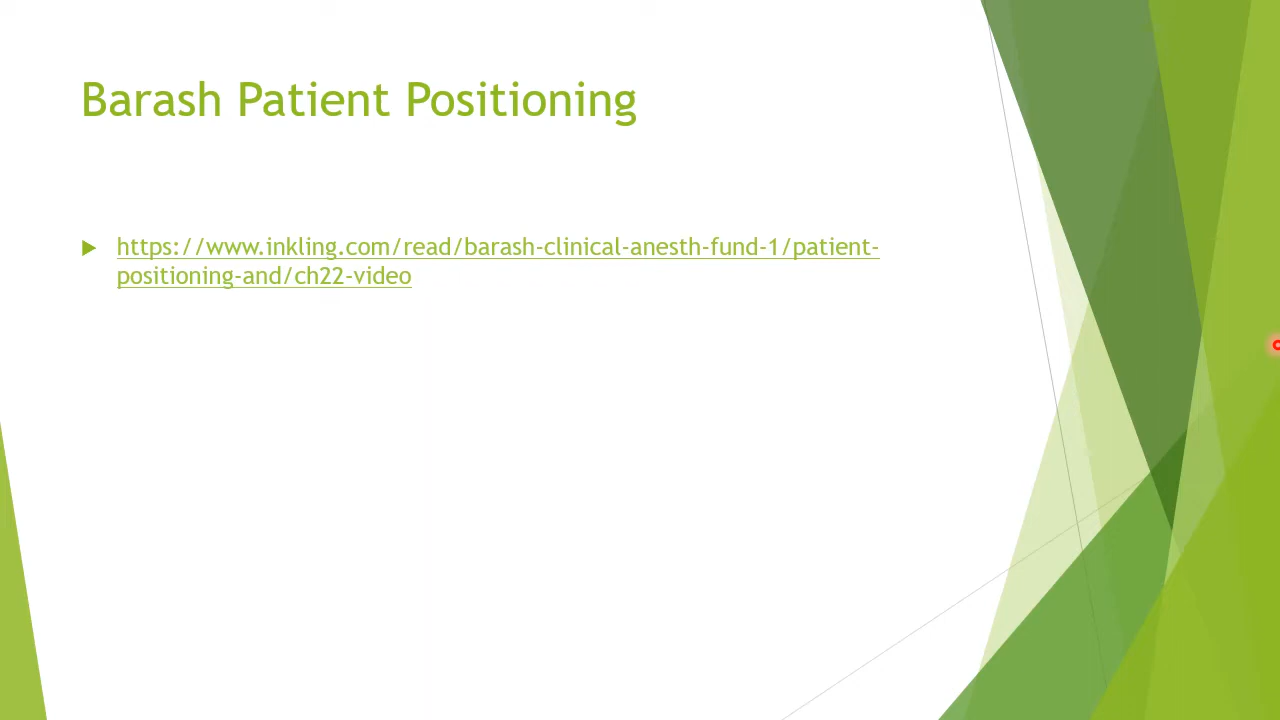 Barash Patient Positioning
https://www.inkling.com/read/barash-clinical-anesth-fund-1/patient-
positioning-and/ch22-video